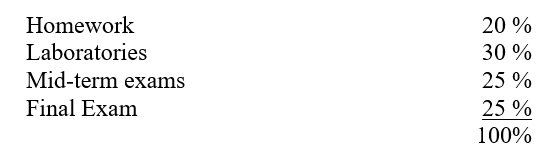 Homework 20 %
Laboratories 30 %
Mid-term exams 25 %
Final Exam 25 %
100%